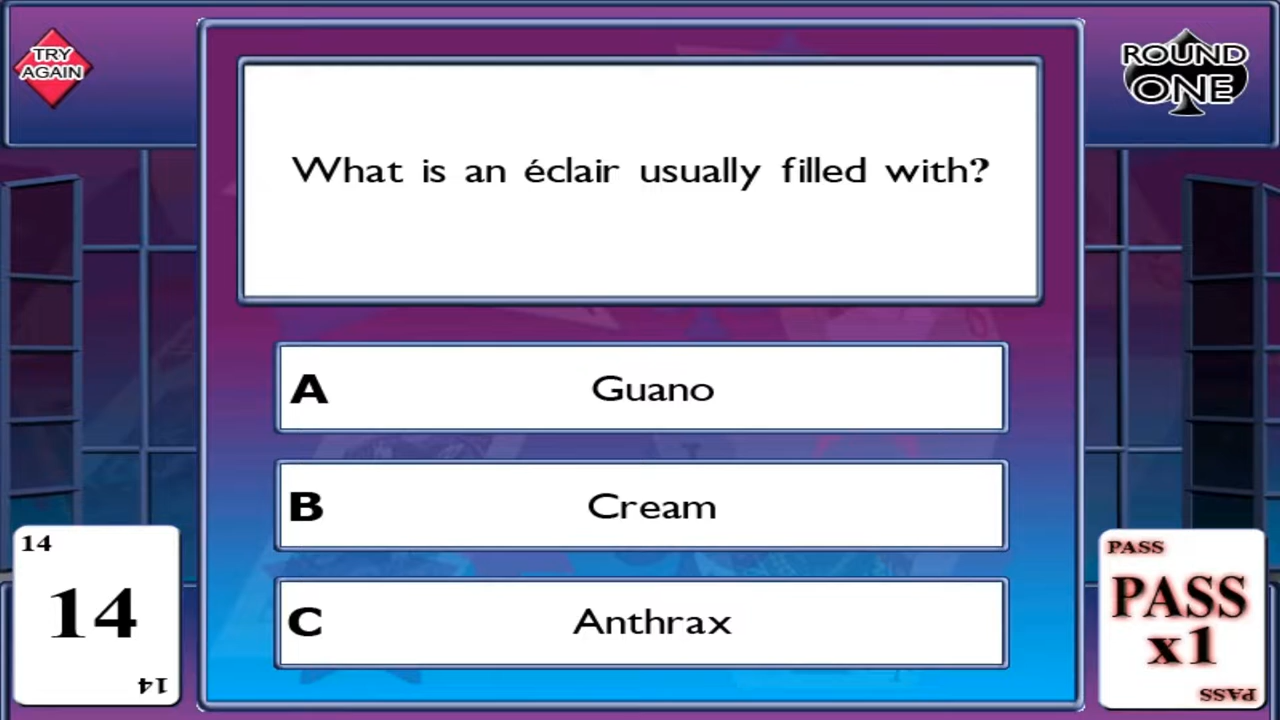 TRY
AGAIN
ROUND
ONE
What is an éclair usually filled with?
A Guano
B Cream
C Anthrax
14
14
14
PASS
PASS
x1
PASS